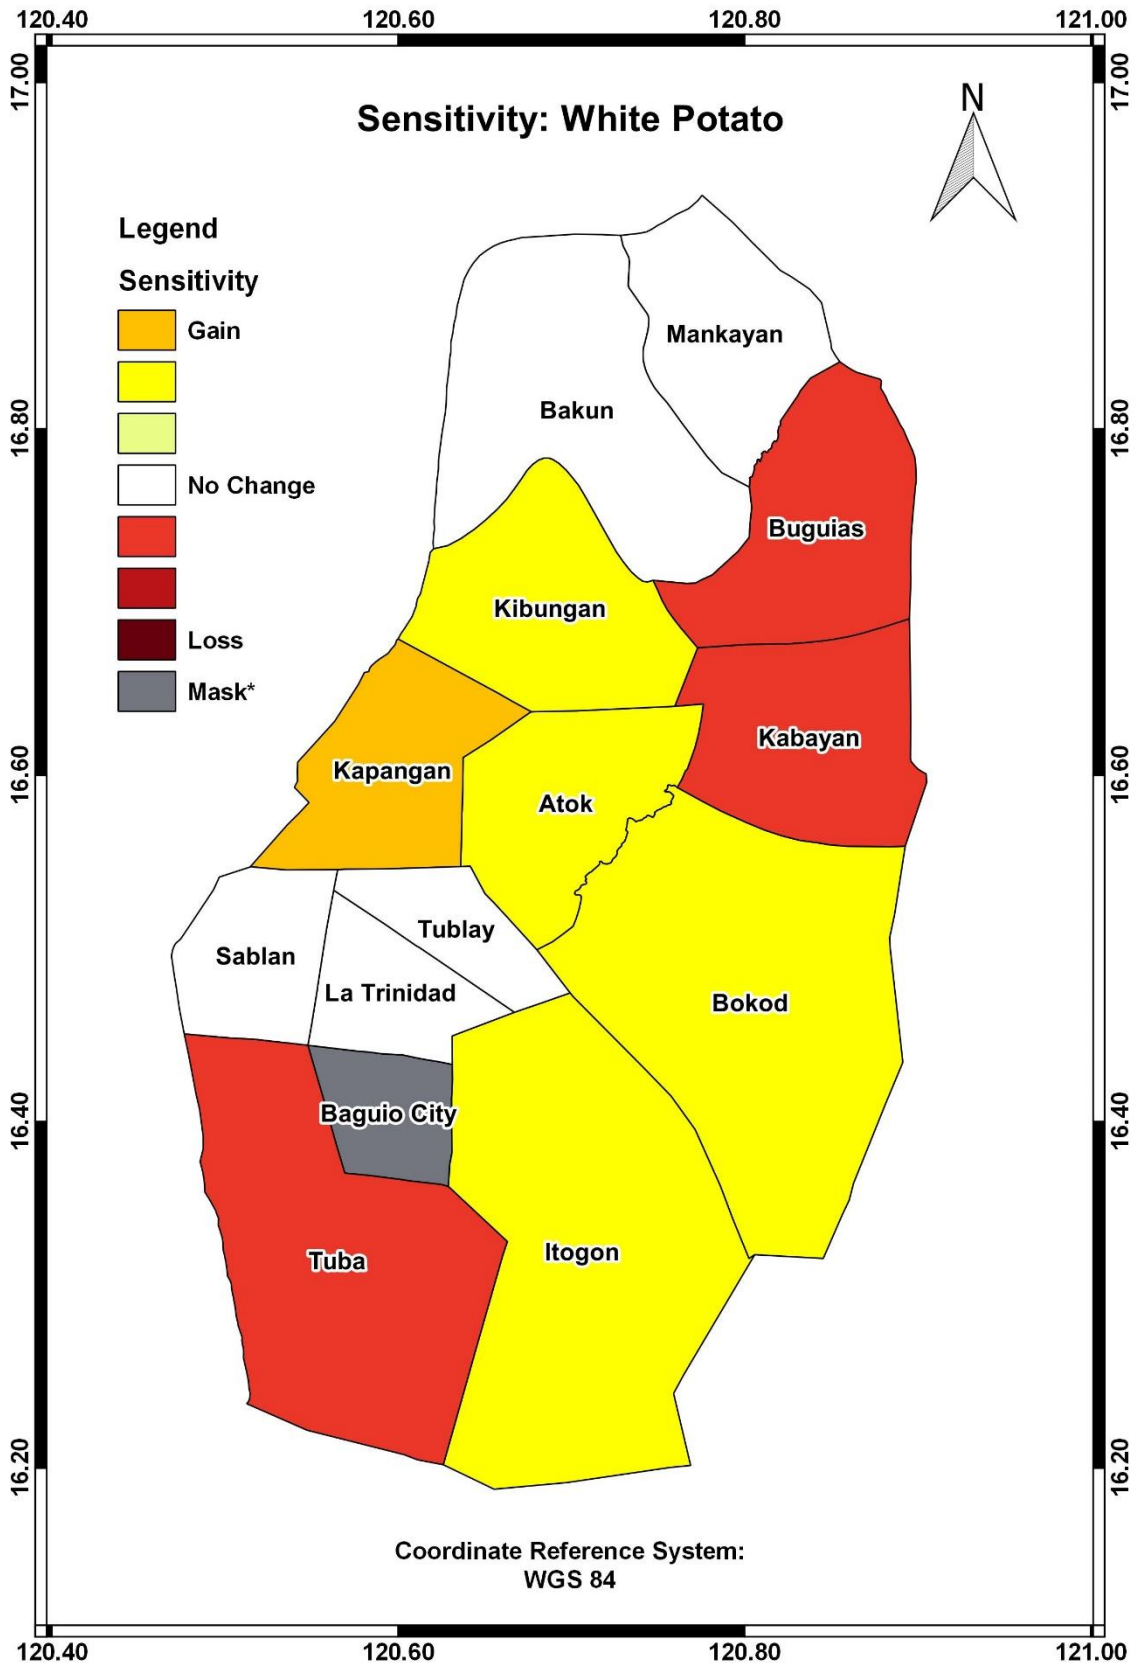 120.40 120.60 120.80 121.00
17.00 17.00
Sensitivity: White Potato
N
Legend
Sensitivity
Gain
No Change
Loss
Mask*
Mankayan
Bakun
16.80 16.80
Buguias
Kibungan
Kabayan
Kapangan
16.60 16.60
Atok
Tublay
Sablan
La Trinidad
Bokod
Baguio City
16.40 16.40
Itogon
Tuba
16.20 16.20
Coordinate Reference System:
WGS 84
120.40 120.60 120.80 121.00